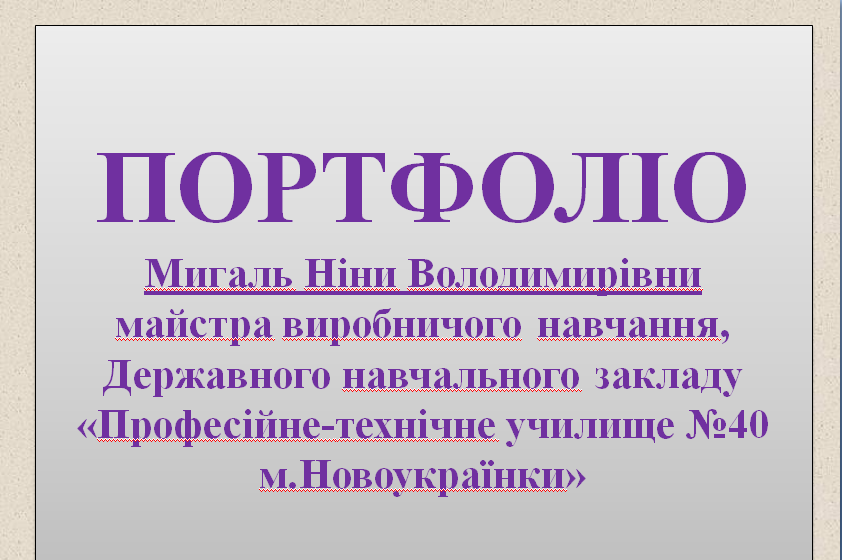 ПОРТФОЛІО
Мигаль Ніни Володимирівни
майстра виробничого навчання,
Державного навчального закладу
«Професійне-технічне училище №40
м.Новоукраїнки»